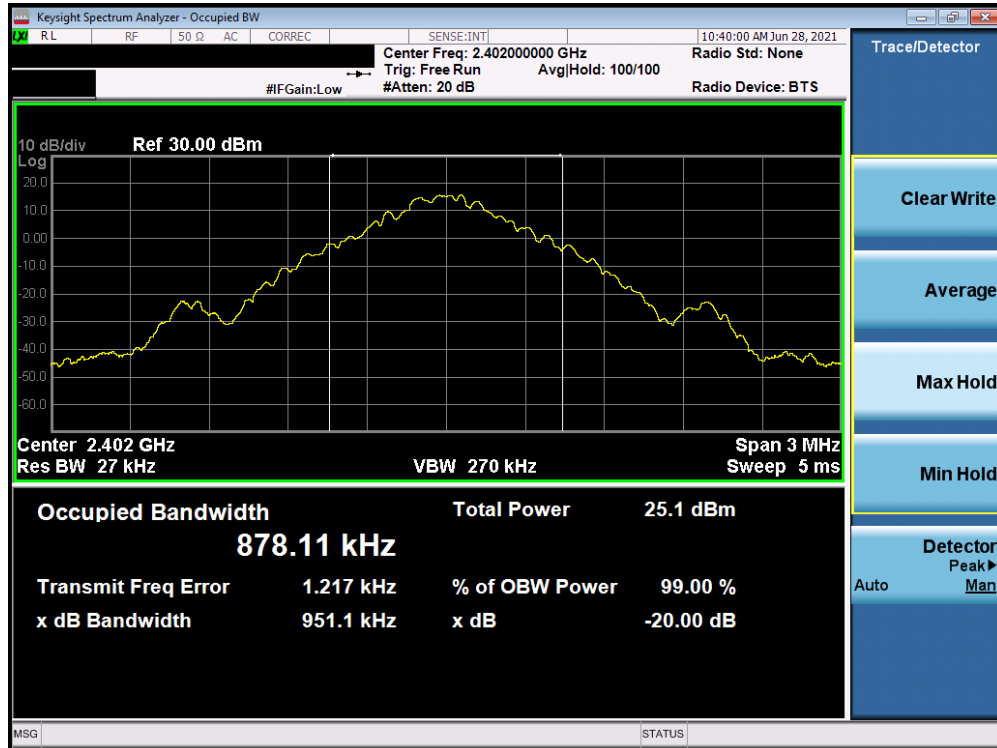 Keysight Spectrum Analyzer - Occupied BW
LXI RL RF 50 Ω AC CORREC SENSE:INT 10:40:00 AM Jun 28, 2021
Center Freq: 2.402000000 GHz Radio Std: None
Trig: Free Run Avg|Hold: 100/100
#IFGain:Low #Atten: 20 dB Radio Device: BTS
Trace/Detector
10 dB/div Ref 30.00 dBm
Log
20.0
10.0
0.00
-10.0
-20.0
-30.0
-40.0
-50.0
-60.0
Center 2.402 GHz Span 3 MHz
Res BW 27 kHz VBW 270 kHz Sweep 5 ms
Occupied Bandwidth Total Power 25.1 dBm
878.11 kHz
Transmit Freq Error 1.217 kHz % of OBW Power 99.00 %
x dB Bandwidth 951.1 kHz x dB -20.00 dB
Clear Write
Average
Max Hold
Min Hold
Detector
Peak▶
Auto Man
MSG STATUS